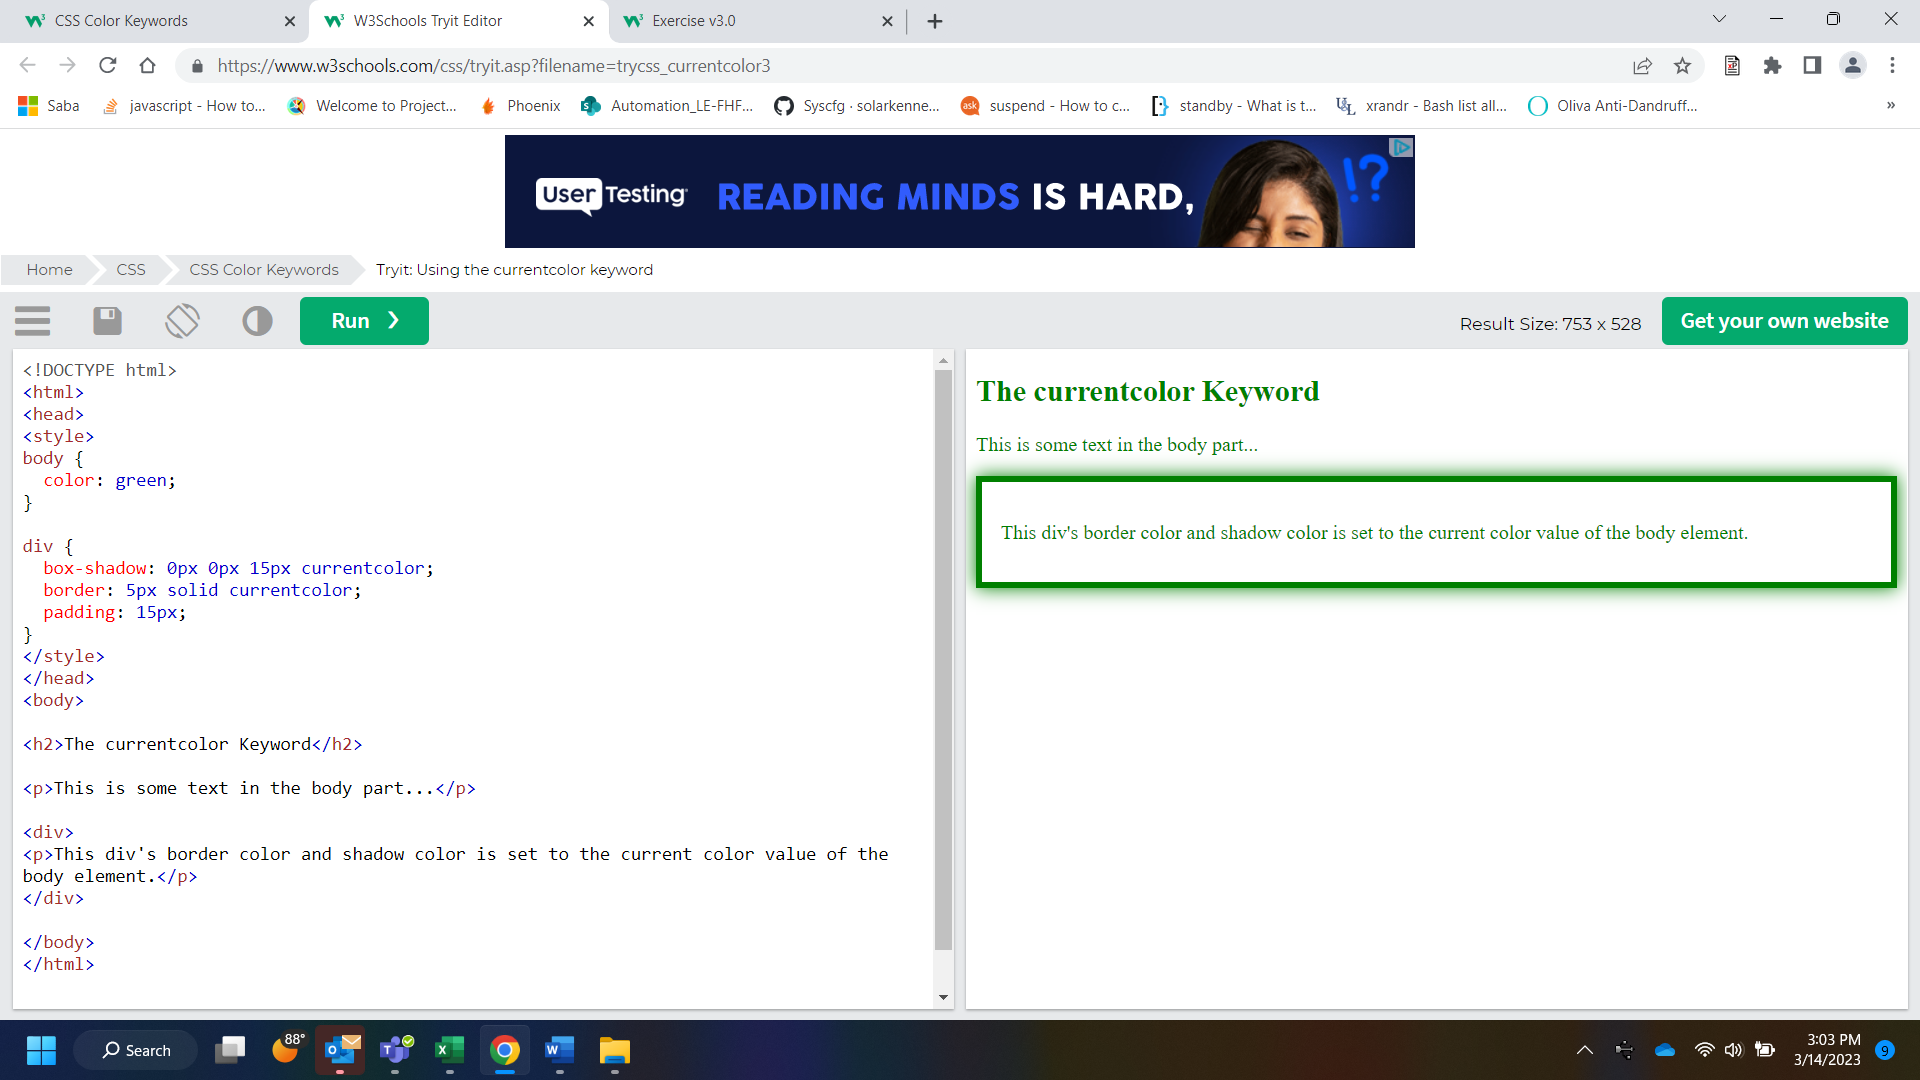 CSS Color Keywords
W3Schools Tryit Editor
Exercise v3.0
https://www.w3schools.com/css/tryit.asp?filename=trycss_currentcolor3
Saba
javascript - How to...
Welcome to Project...
Phoenix
Automation_LE-FHF...
Syscfg · solarkenne...
ask
suspend - How to c...
standby - What is t...
xrandr - Bash list all...
Oliva Anti-Dandruff...
»
UserTesting
READING MINDS IS HARD,
!?
Home
CSS
CSS Color Keywords
Tryit: Using the currentcolor keyword
Run ❯
Result Size: 753 x 528
Get your own website
<!DOCTYPE html>
<html>
<head>
<style>
body {
  color: green;
}
div {
  box-shadow: 0px 0px 15px currentcolor;
  border: 5px solid currentcolor;
  padding: 15px;
}
</style>
</head>
<body>
<h2>The currentcolor Keyword</h2>
<p>This is some text in the body part...</p>
<div>
<p>This div's border color and shadow color is set to the current color value of the
body element.</p>
</div>
</body>
</html>
The currentcolor Keyword
This is some text in the body part...
This div's border color and shadow color is set to the current color value of the body element.
Search
88°
3:03 PM
3/14/2023
9